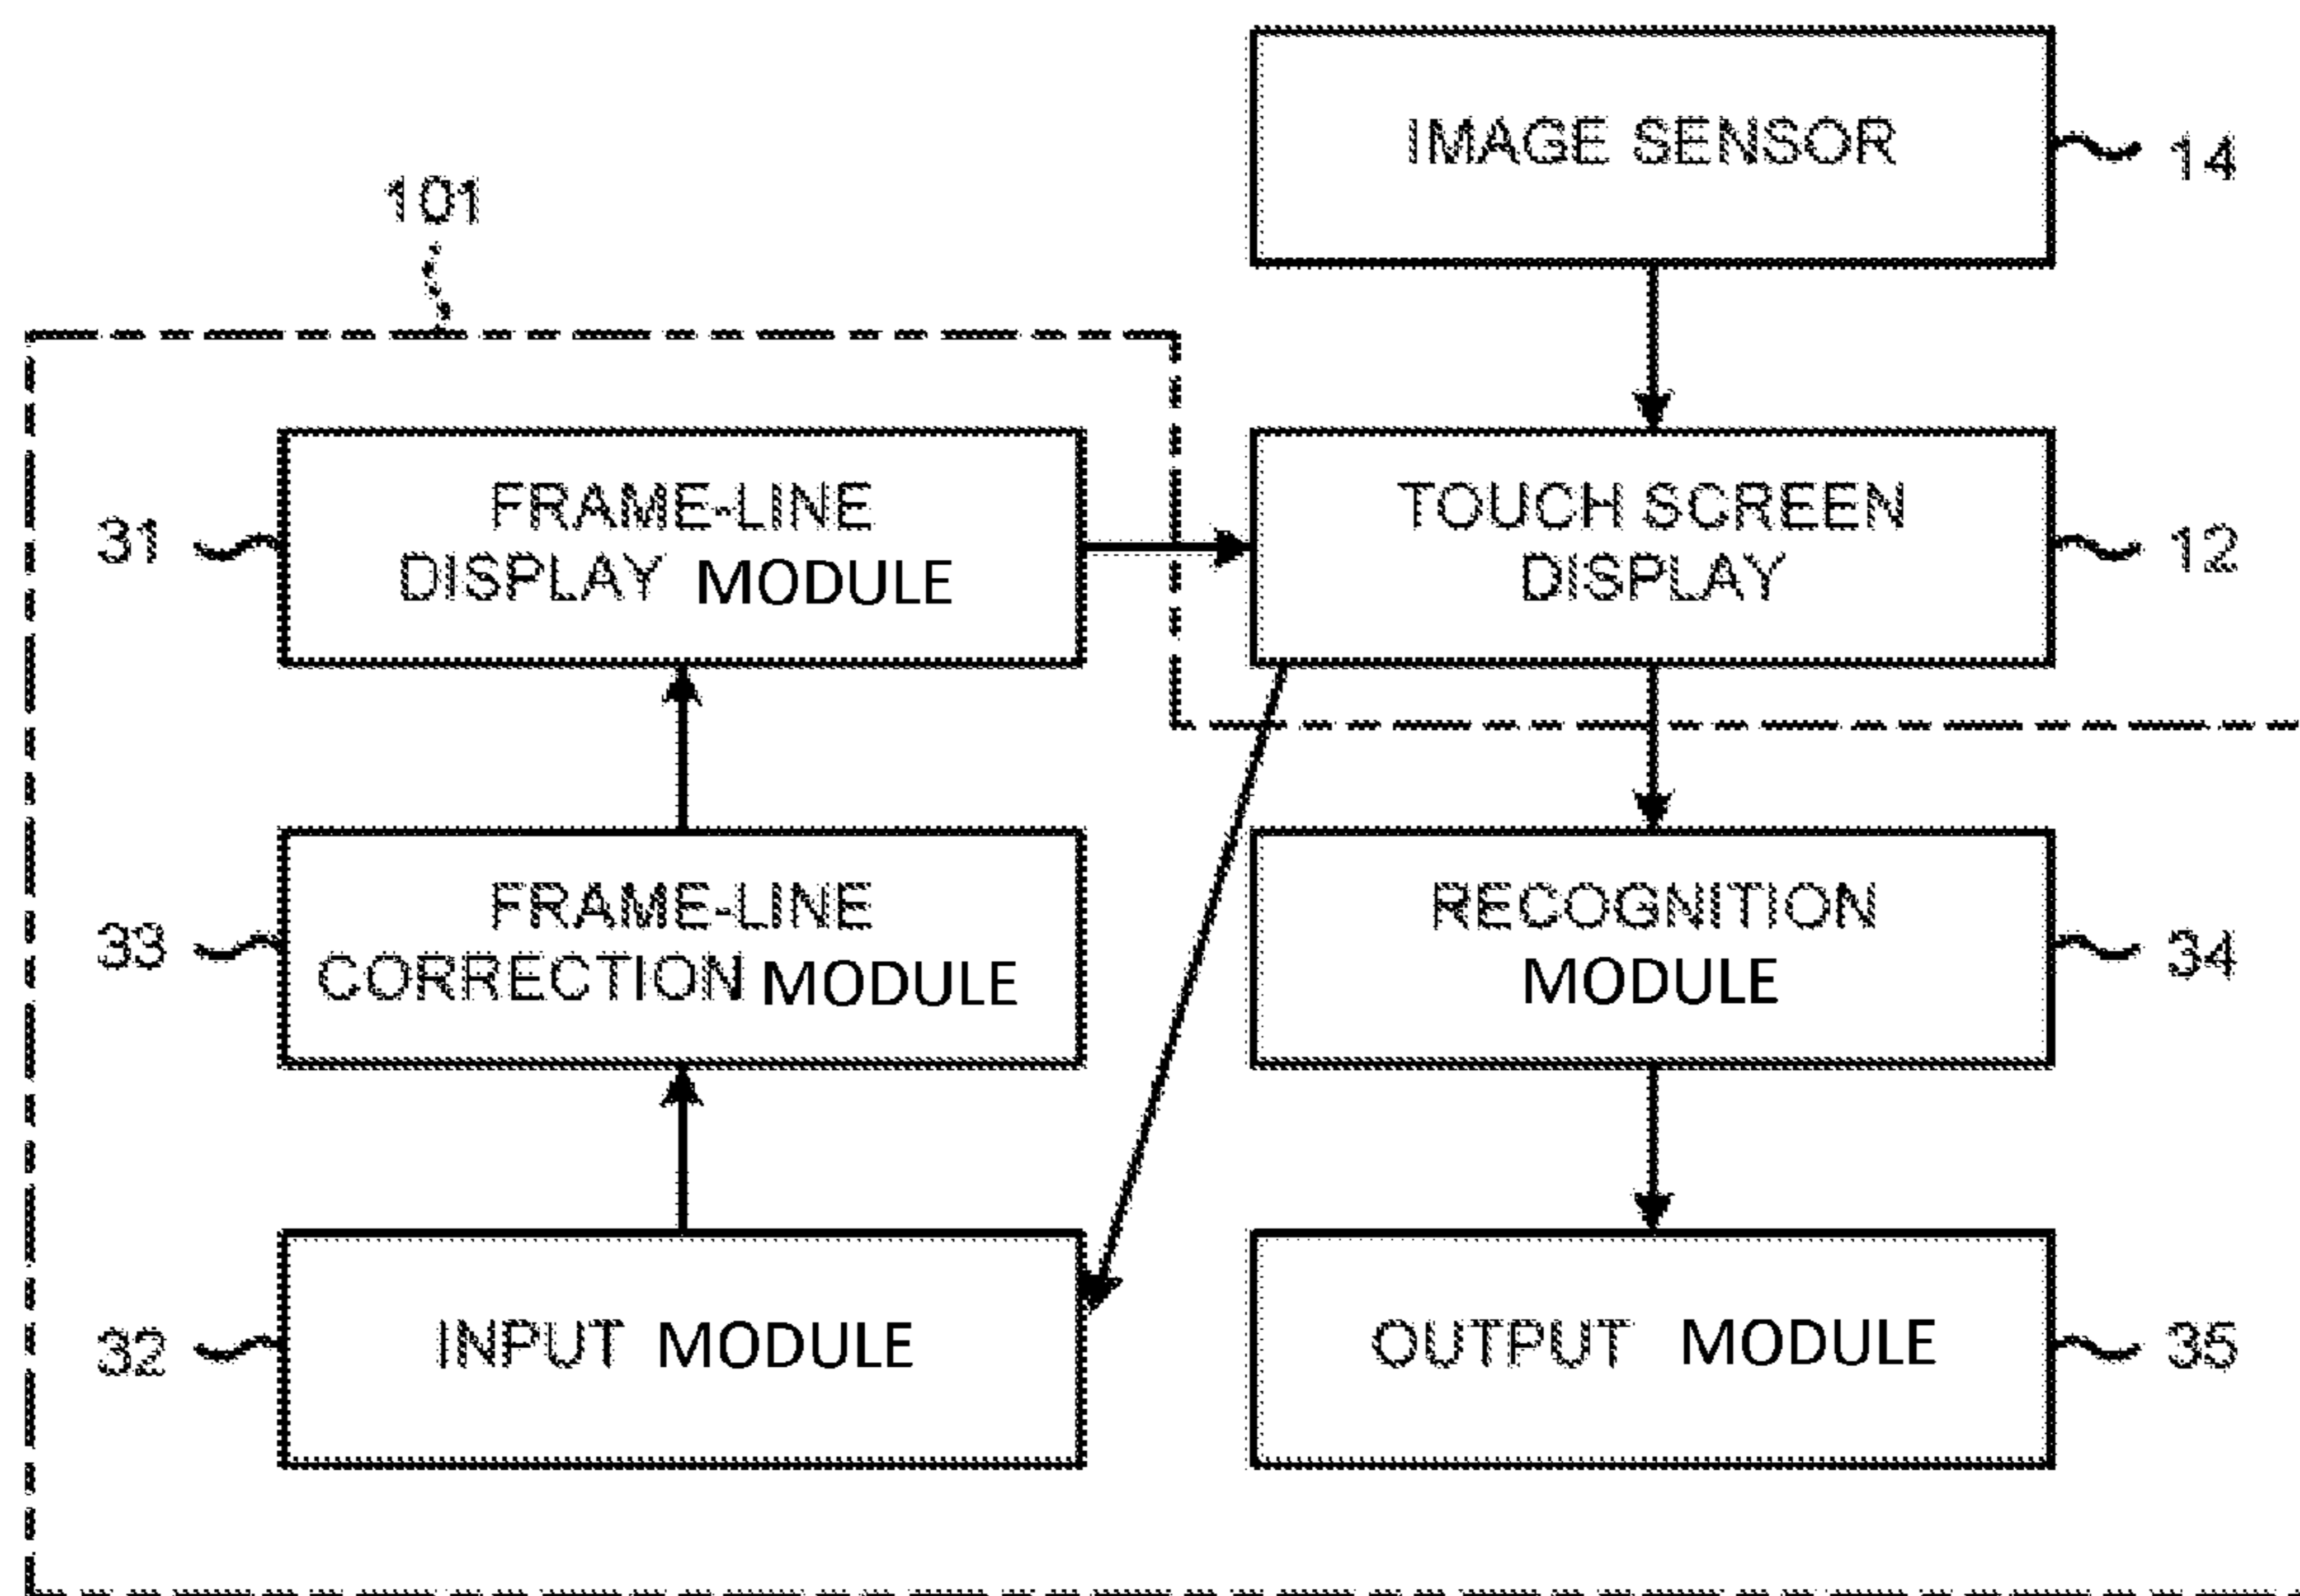 IMAGE SENSOR
14
101
FRAME-LINE
DISPLAY MODULE
31
TOUCH SCREEN
DISPLAY
12
FRAME-LINE
CORRECTION MODULE
33
RECOGNITION
MODULE
34
INPUT MODULE
32
OUTPUT MODULE
35